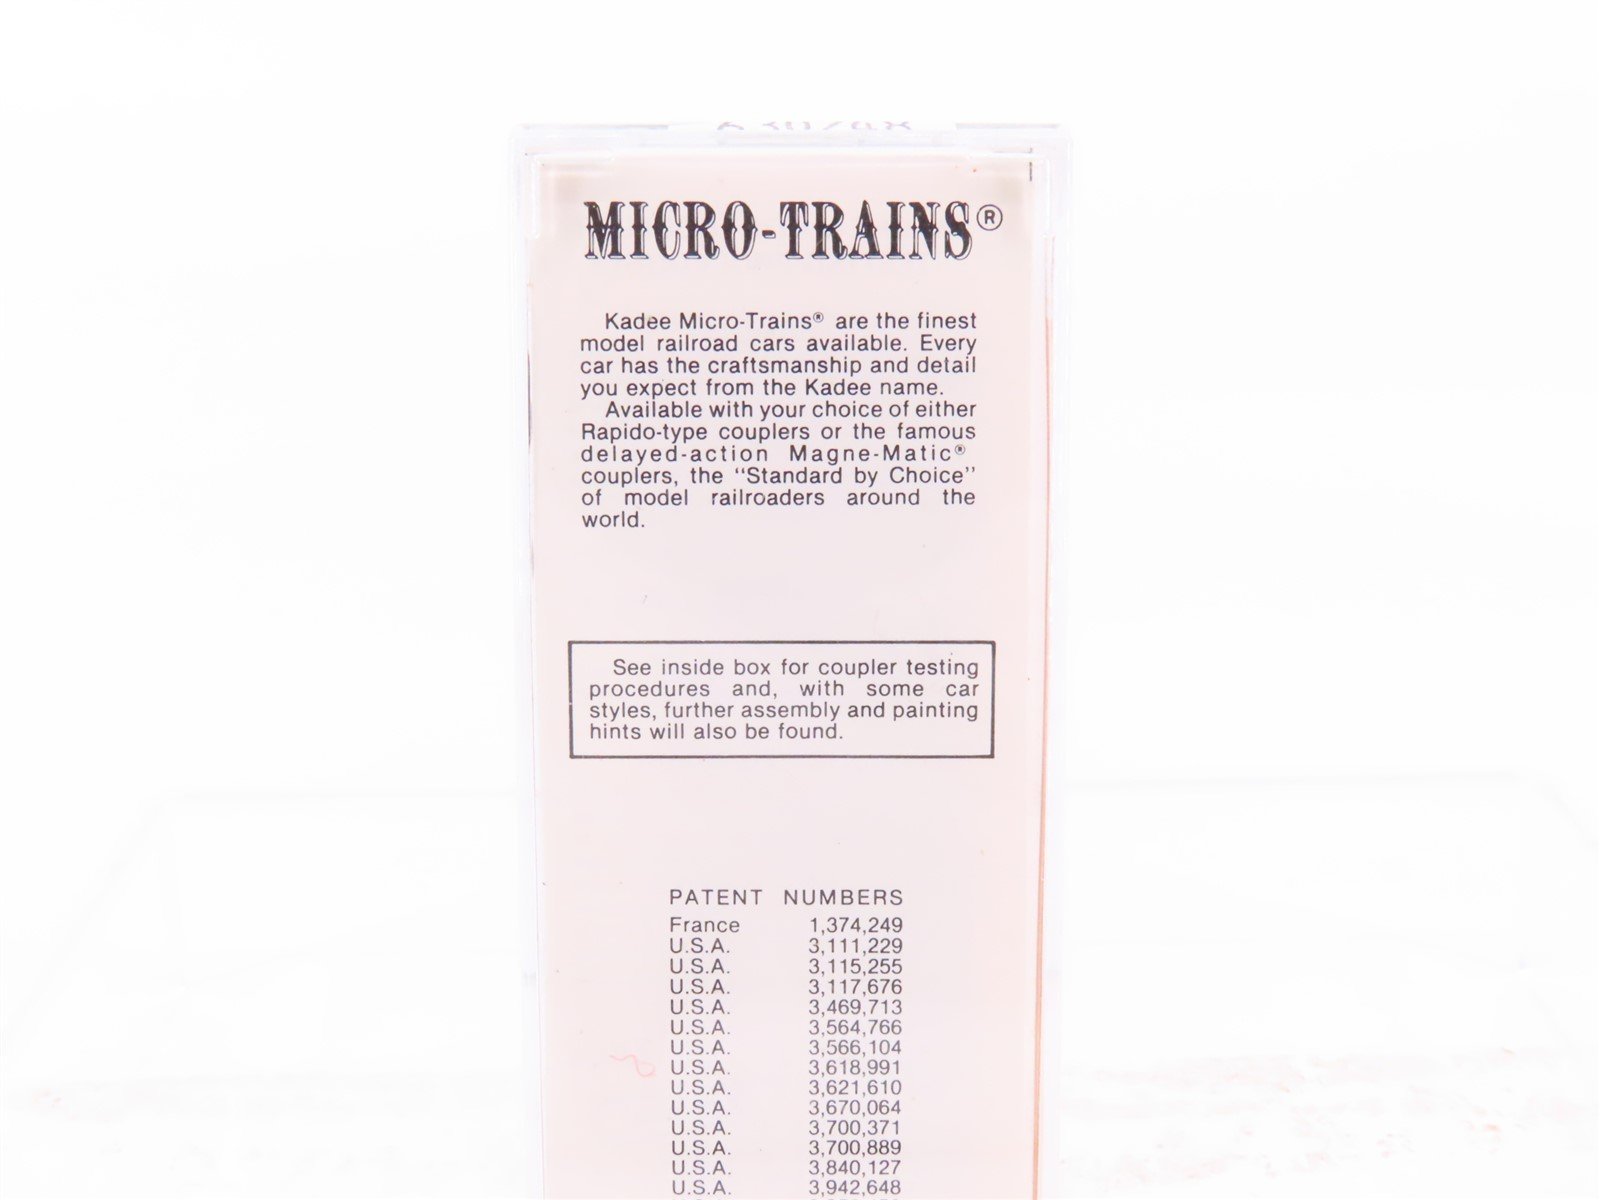 MICRO-TRAINS®
Kadee Micro-Trains® are the finest
model railroad cars available. Every
car has the craftsmanship and detail
you expect from the Kadee name.
Available with your choice of either
Rapido-type couplers or the famous
delayed-action Magne-Matic®
couplers, the "Standard by Choice"
of model railroaders around the
world.
See inside box for coupler testing
procedures and, with some car
styles, further assembly and painting
hints will also be found.
PATENT NUMBERS
France 1,374,249
U.S.A. 3,111,229
U.S.A. 3,115,255
U.S.A. 3,117,676
U.S.A. 3,469,713
U.S.A. 3,564,766
U.S.A. 3,566,104
U.S.A. 3,618,991
U.S.A. 3,621,610
U.S.A. 3,670,064
U.S.A. 3,700,371
U.S.A. 3,700,889
U.S.A. 3,840,127
U.S.A. 3,942,648